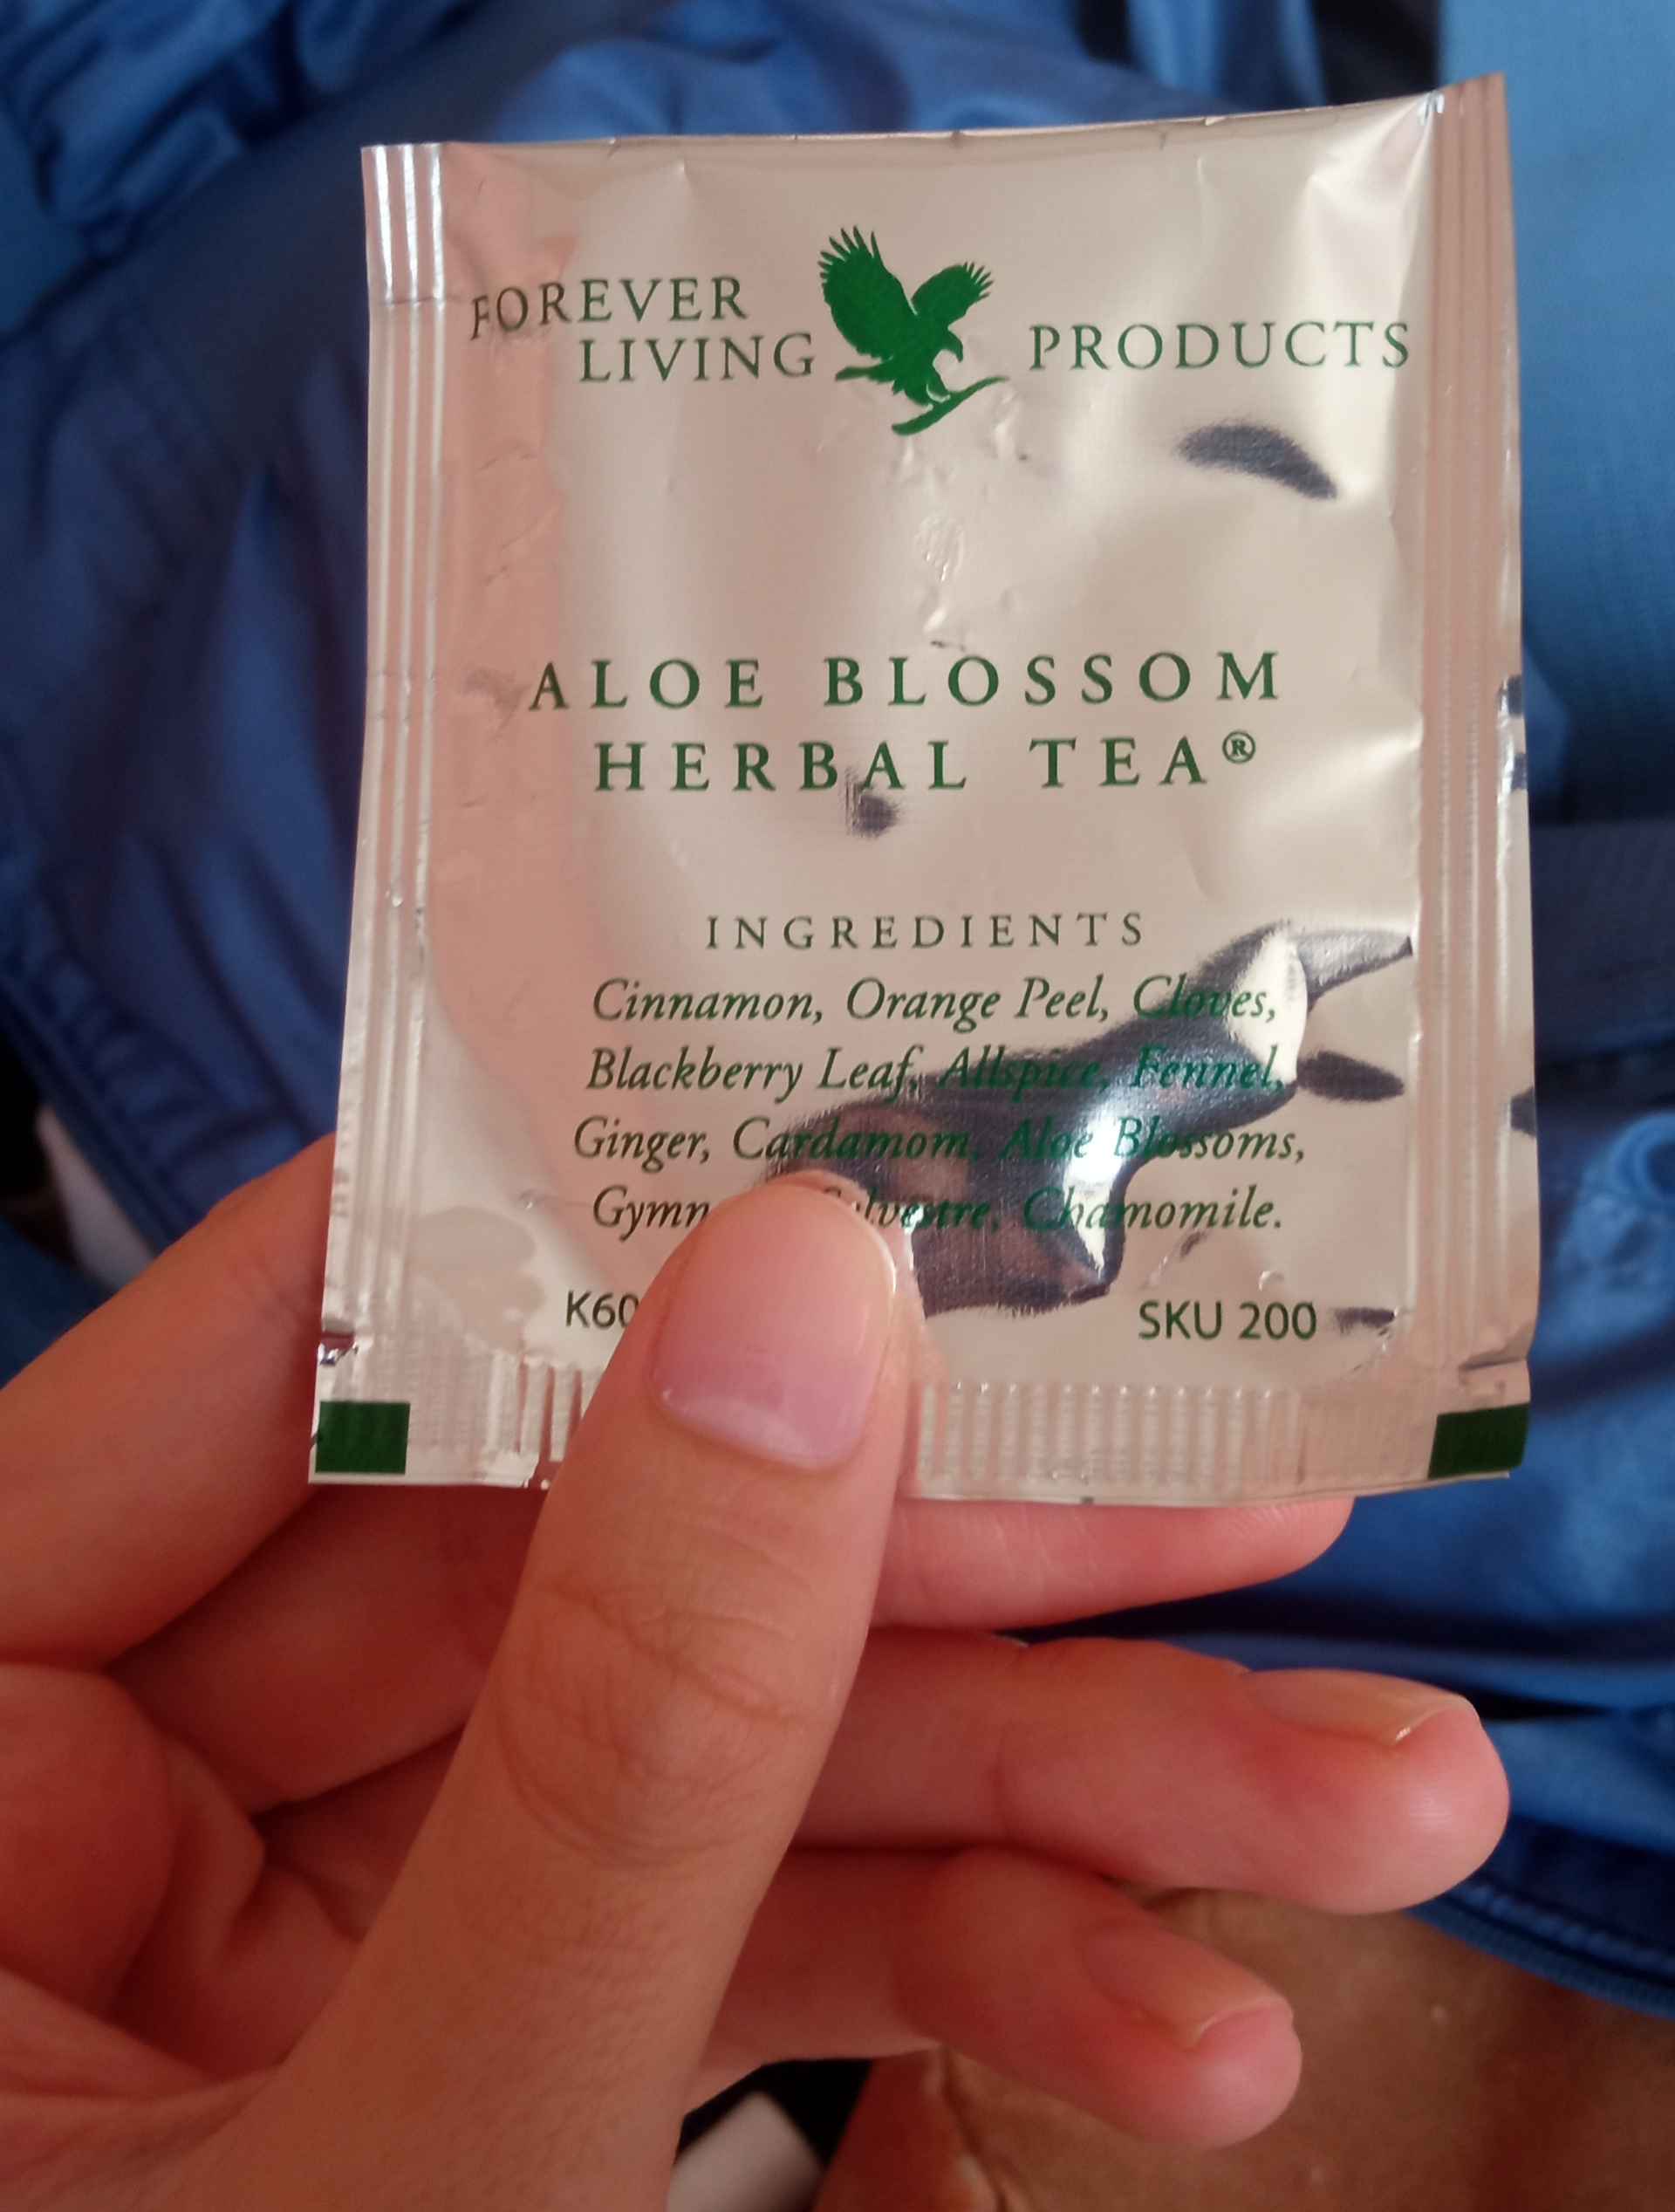 FOREVER
LIVING PRODUCTS
ALOE BLOSSOM
HERBAL TEA®
INGREDIENTS
Cinnamon, Orange Peel, Cloves,
Blackberry Leaf, Allspice, Fennel,
Ginger, Cardamom, Aloe Blossoms,
Chamomile.
SKU 200